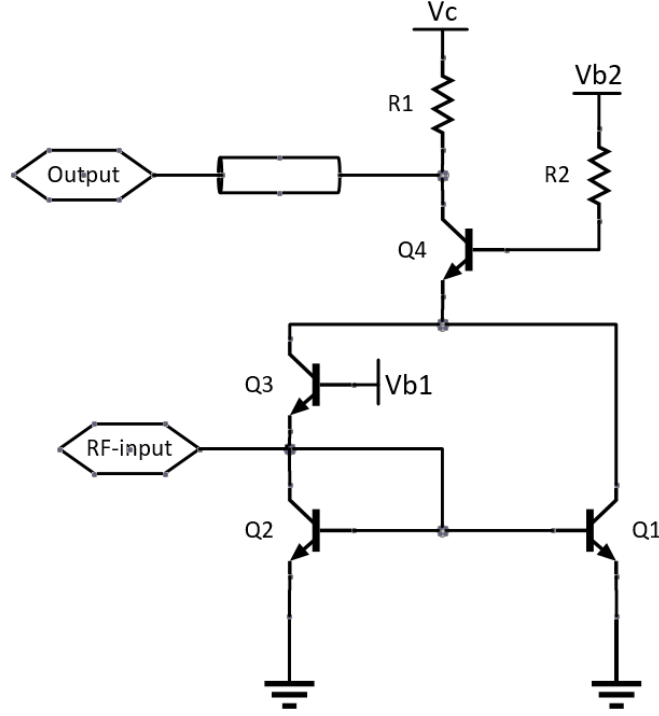 Vc
Vb2
R1
R2
Output
Q4
Q3
Vb1
RF-input
Q2
Q1